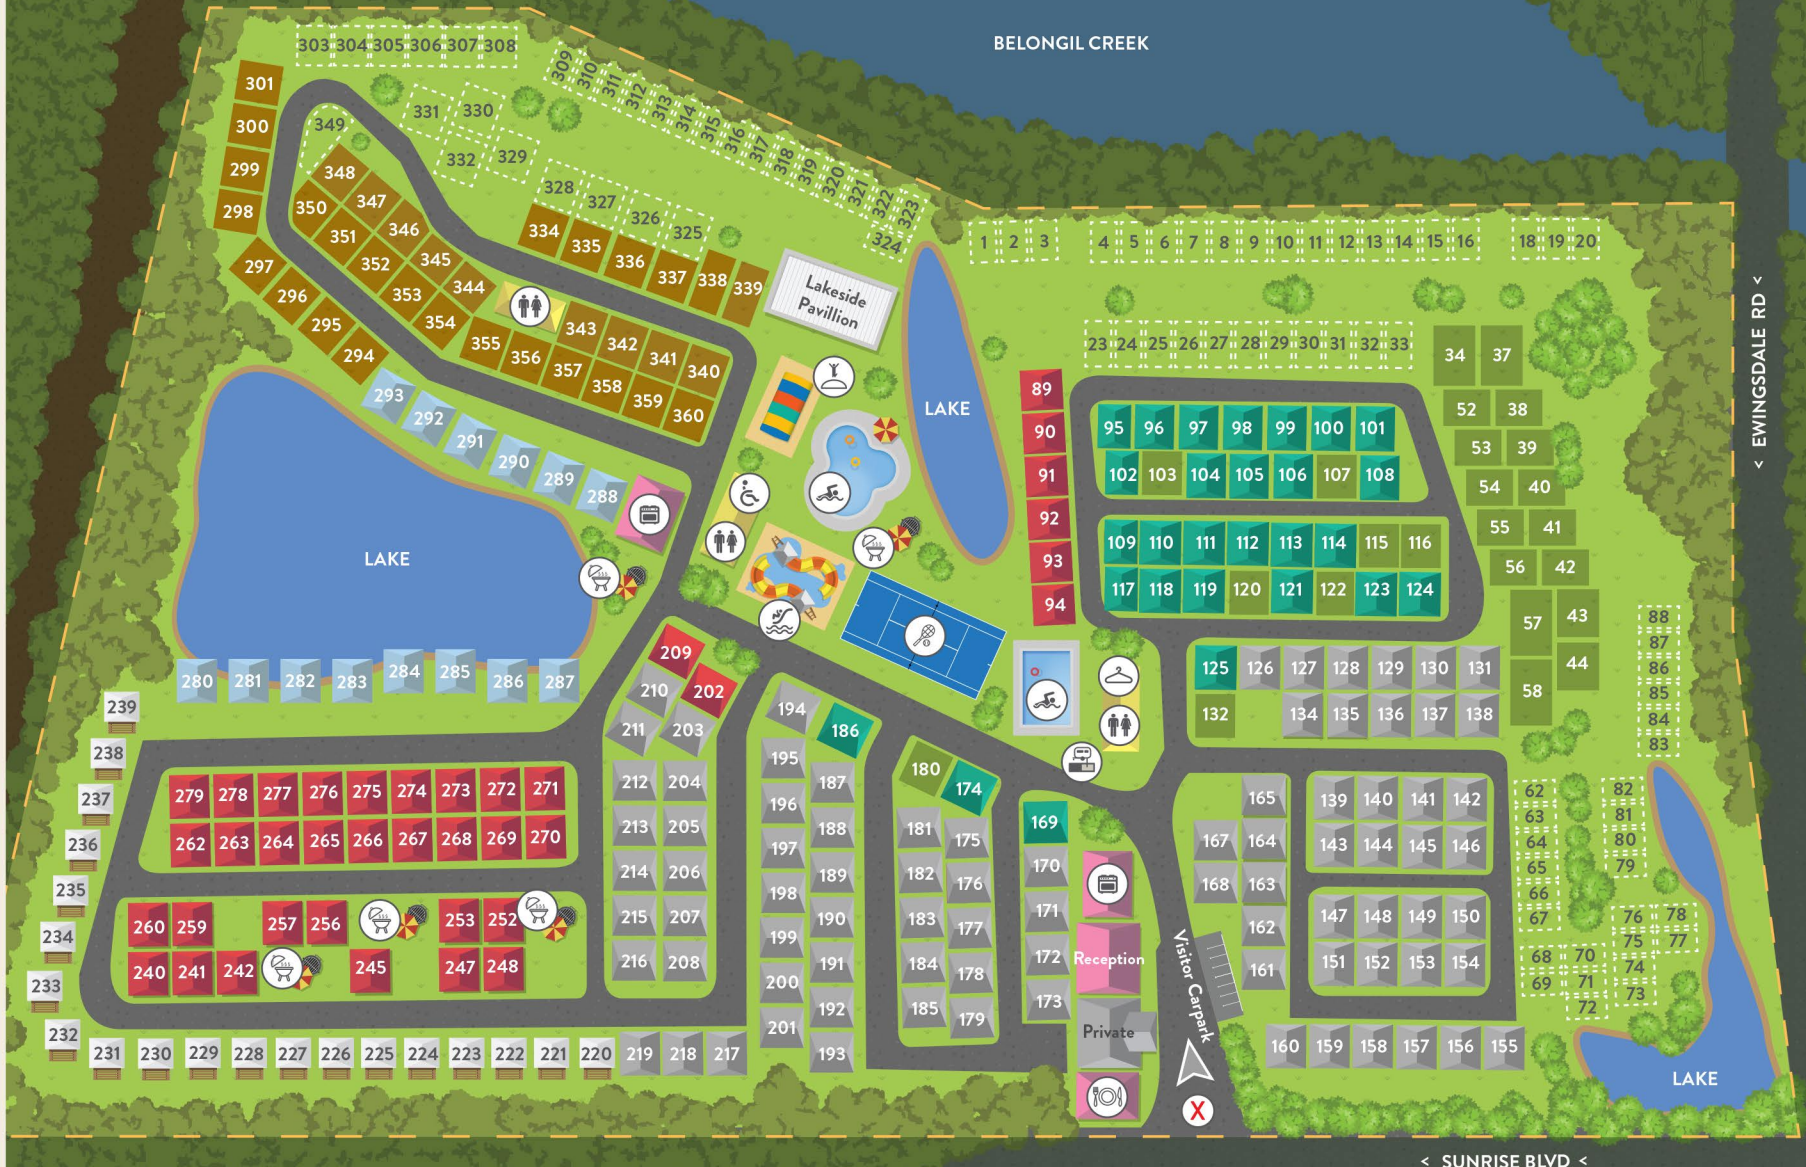 BELONGIL CREEK
303 304 305 306 307 308
309 310 311 312 313 314 315 316 317 318 319 320 321 322 323
324
301
300
299
298
331 330
332 329
349
328 327 326 325
348
347
346
345
344
350
351
352
353
354
334 335 336 337 338 339
297
296
295
294
343 342 341 340
355 356 357 358 359 360
Lakeside
Pavillion
293 292 291 290 289 288
LAKE
LAKE
280 281 282 283 284 285 286 287
1 2 3 4 5 6 7 8 9 10 11 12 13 14 15 16 18 19 20
23 24 25 26 27 28 29 30 31 32 33
34 37
52 38
53 39
54 40
55 41
56 42
57 43
44
58
< EWINGSDALE RD <
89
90
91
92
93
94
95 96 97 98 99 100 101
102 103 104 105 106 107 108
109 110 111 112 113 114 115 116
117 118 119 120 121 122 123 124
125 126 127 128 129 130 131
132 134 135 136 137 138
88
87
86
85
84
83
239
238
237
236
235
234
233
232
279 278 277 276 275 274 273 272 271
262 263 264 265 266 267 268 269 270
260 259 257 256 253 252
240 241 242 245 247 248
231 230 229 228 227 226 225 224 223 222 221 220 219 218 217
209
210 202
211 203
212 204
213 205
214 206
215 207
216 208
194 186
195 187
196 188
197 189
198 190
199 191
200 192
201 193
180 174
181 175
182 176
183 177
184 178
185 179
169
170
171
172
173
Reception
Private
Visitor Carpark
X
165
167 164
168 163
162
161
139 140 141 142
143 144 145 146
147 148 149 150
151 152 153 154
160 159 158 157 156 155
62
63
64
65
66
67
68
69
70
71
72
82
81
80
79
76 78
75 77
74
73
LAKE
< SUNRISE BLVD <